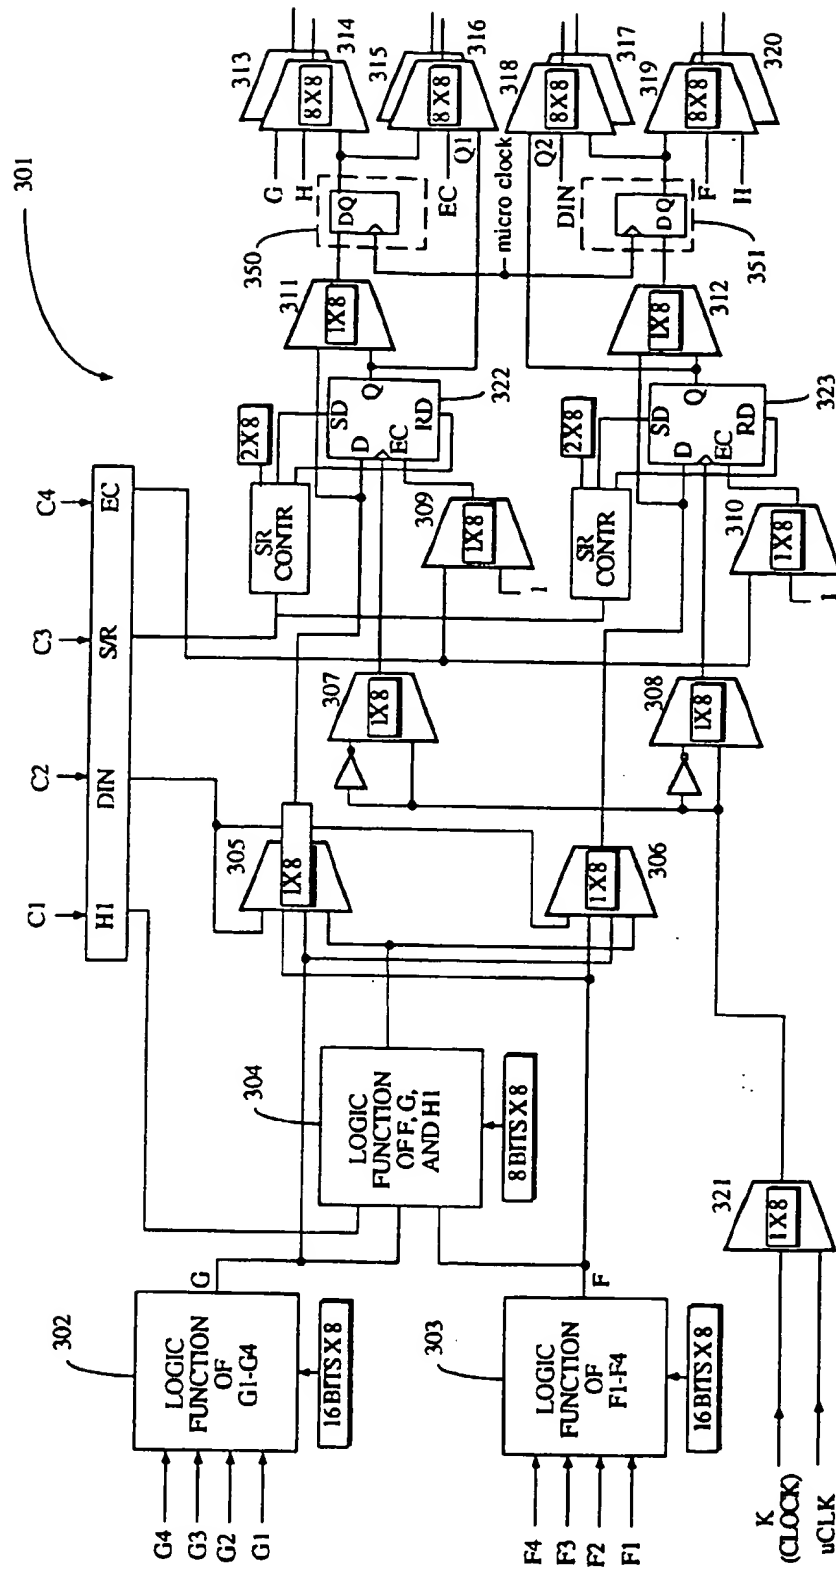 301
C1
C2
C3
C4
H1
DIN
S/R
EC
G4
G3
G2
G1
302
LOGIC
FUNCTION
OF
G1-G4
16 BITS X 8
G
F4
F3
F2
F1
303
LOGIC
FUNCTION
OF
F1-F4
16 BITS X 8
F
K
(CLOCK)
uCLK
304
LOGIC
FUNCTION
OF F, G,
AND H1
8 BITS X 8
321
1X8
305
1X8
306
1X8
307
1X8
308
1X8
SR
CONTR
2X8
309
1X8
1
SD
D
Q
EC
RD
322
SR
CONTR
2X8
310
1X8
1
SD
D
Q
EC
RD
323
311
1X8
312
1X8
350
D Q
micro clock
351
D Q
G
H
313
8X8
314
EC
Q1
315
8X8
316
Q2
DIN
318
8X8
317
F
H
319
8X8
320